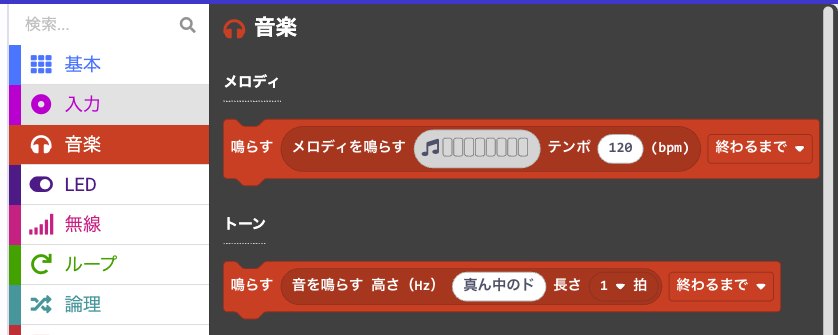 検索...
基本
入力
音楽
LED
無線
ループ
論理
音楽
メロディ
鳴らす メロディを鳴らす テンポ 120 (bpm) 終わるまで
トーン
鳴らす 音を鳴らす 高さ (Hz) 真ん中のド 長さ 1 拍 終わるまで